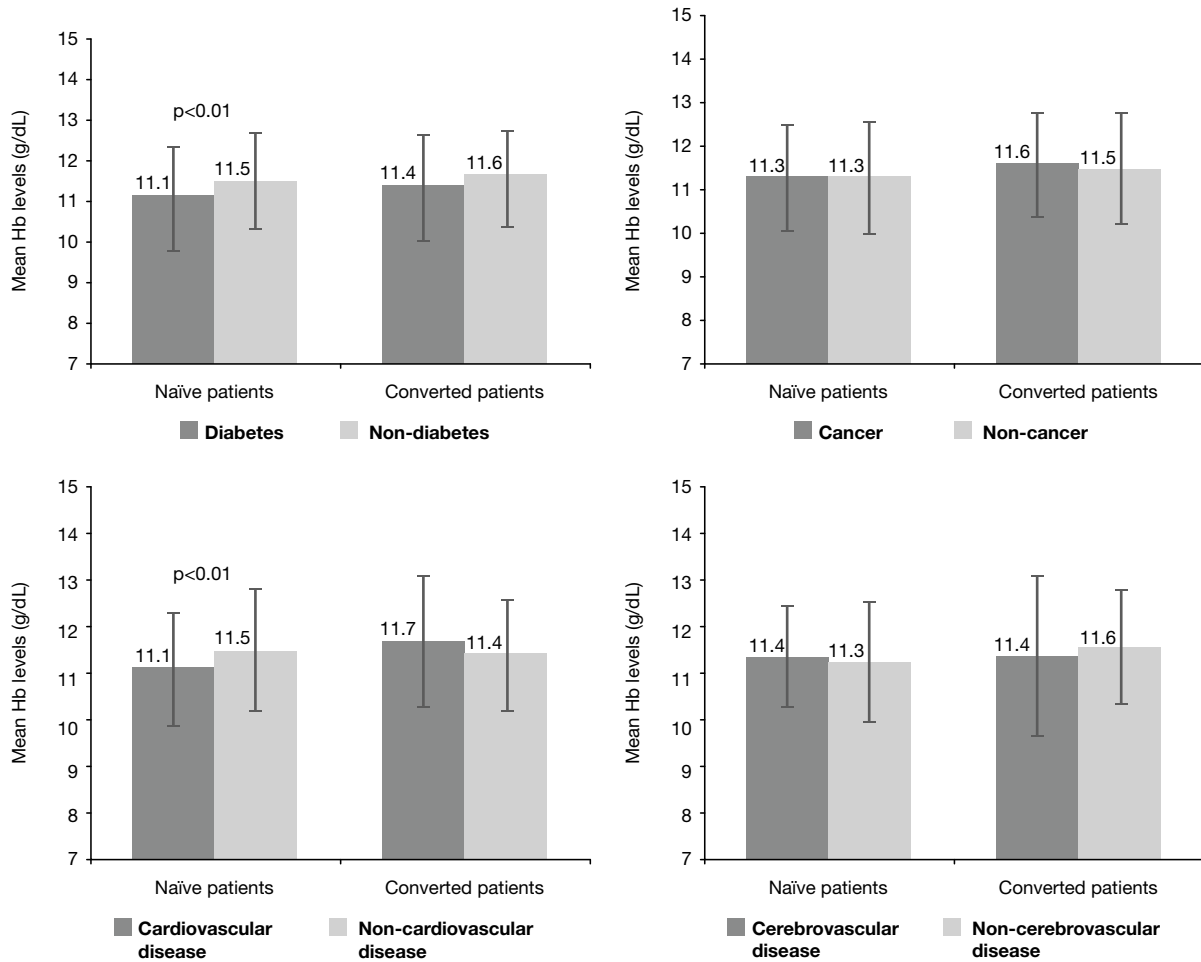 15
14
13
12
11
10
9
8
7
Mean Hb levels (g/dL)
p<0.01
11.1
11.5
11.4
11.6
Naïve patients
Converted patients
Diabetes
Non-diabetes
15
14
13
12
11
10
9
8
7
Mean Hb levels (g/dL)
11.3
11.3
11.6
11.5
Naïve patients
Converted patients
Cancer
Non-cancer
15
14
13
12
11
10
9
8
7
Mean Hb levels (g/dL)
p<0.01
11.1
11.5
11.7
11.4
Naïve patients
Converted patients
Cardiovascular
disease
Non-cardiovascular
disease
15
14
13
12
11
10
9
8
7
Mean Hb levels (g/dL)
11.4
11.3
11.4
11.6
Naïve patients
Converted patients
Cerebrovascular
disease
Non-cerebrovascular
disease